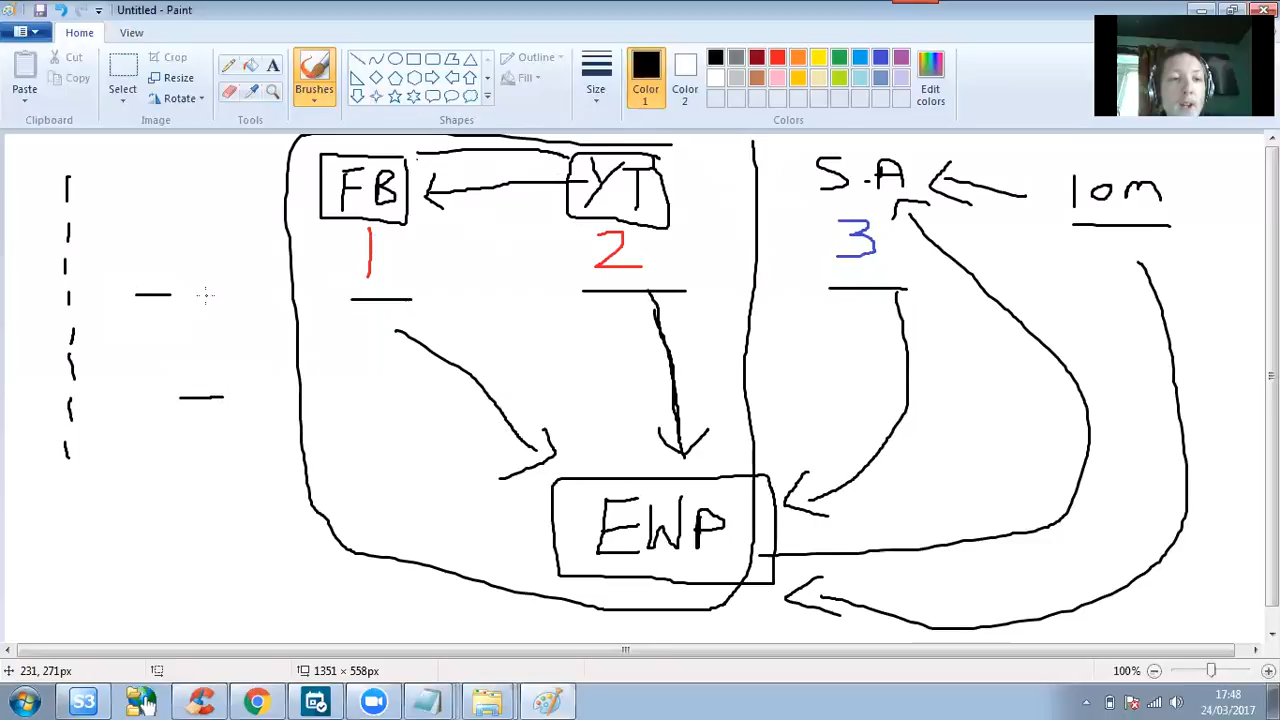 Untitled - Paint
Home
View
Paste
Cut
Copy
Clipboard
Select
Crop
Resize
Rotate
Image
A
Tools
Brushes
Shapes
Outline
Fill
Size
Color 1
Color 2
Edit colors
Colors
FB
YT
S.A
10m
1
2
3
EWP
231, 271px
1351 × 558px
100%
S3
17:48
24/03/2017